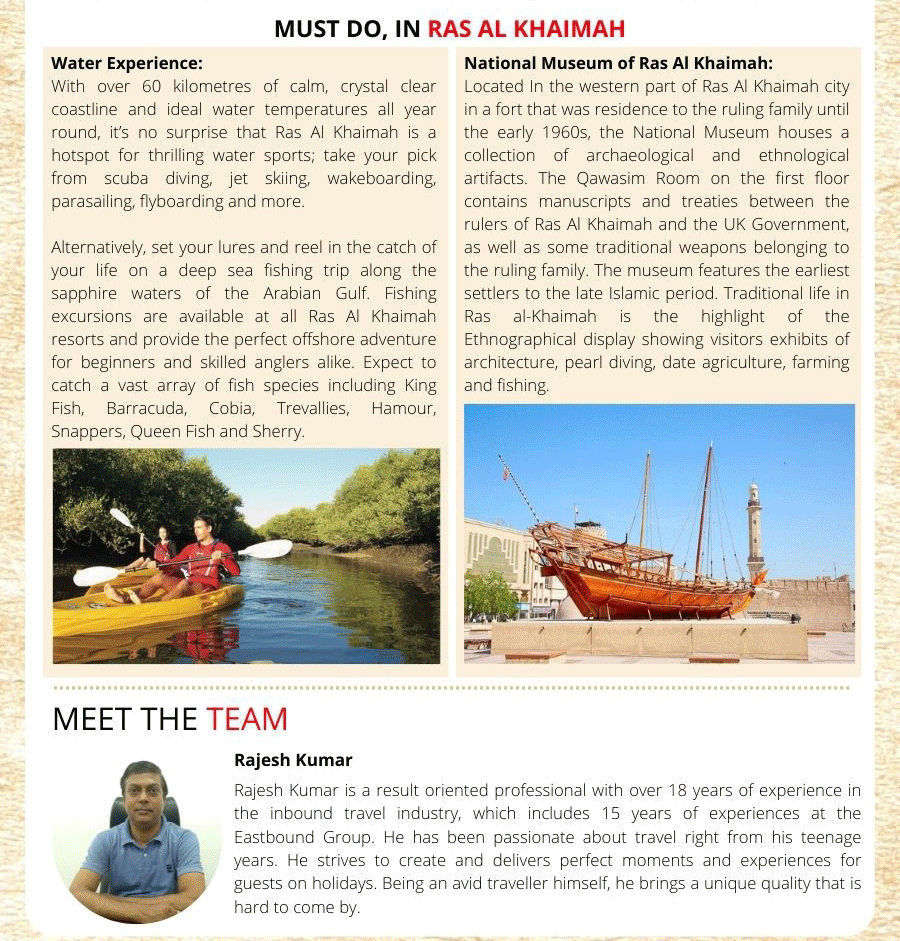 MUST DO, IN RAS AL KHAIMAH
Water Experience:
With over 60 kilometres of calm, crystal clear
coastline and ideal water temperatures all year
round, it’s no surprise that Ras Al Khaimah is a
hotspot for thrilling water sports; take your pick
from scuba diving, jet skiing, wakeboarding,
parasailing, flyboarding and more.
Alternatively, set your lures and reel in the catch of
your life on a deep sea fishing trip along the
sapphire waters of the Arabian Gulf. Fishing
excursions are available at all Ras Al Khaimah
resorts and provide the perfect offshore adventure
for beginners and skilled anglers alike. Expect to
catch a vast array of fish species including King
Fish, Barracuda, Cobia, Trevallies, Hamour,
Snappers, Queen Fish and Sherry.
National Museum of Ras Al Khaimah:
Located In the western part of Ras Al Khaimah city
in a fort that was residence to the ruling family until
the early 1960s, the National Museum houses a
collection of archaeological and ethnological
artifacts. The Qawasim Room on the first floor
contains manuscripts and treaties between the
rulers of Ras Al Khaimah and the UK Government,
as well as some traditional weapons belonging to
the ruling family. The museum features the earliest
settlers to the late Islamic period. Traditional life in
Ras al-Khaimah is the highlight of the
Ethnographical display showing visitors exhibits of
architecture, pearl diving, date agriculture, farming
and fishing.
MEET THE TEAM
Rajesh Kumar
Rajesh Kumar is a result oriented professional with over 18 years of experience in
the inbound travel industry, which includes 15 years of experiences at the
Eastbound Group. He has been passionate about travel right from his teenage
years. He strives to create and delivers perfect moments and experiences for
guests on holidays. Being an avid traveller himself, he brings a unique quality that is
hard to come by.